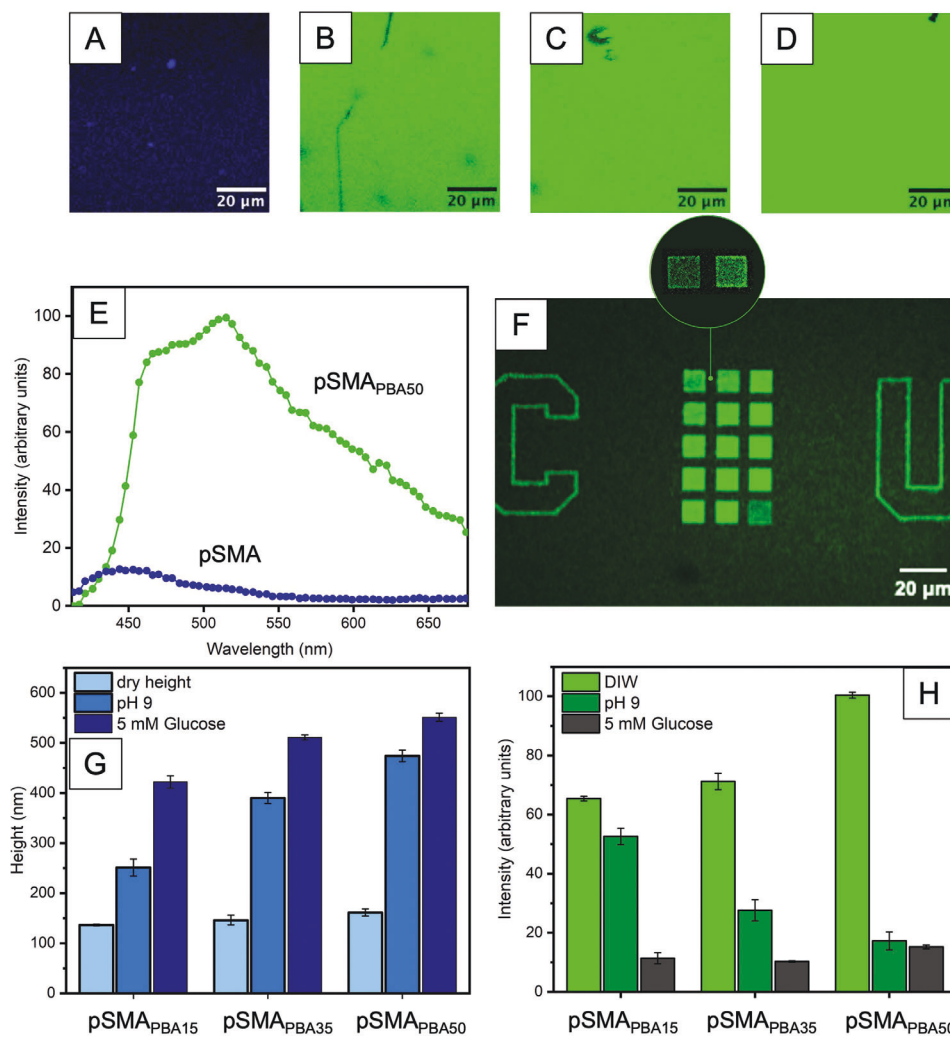 A B C D
20 μm 20 μm 20 μm 20 μm
E
100
80
60
40
20
0
Intensity (arbitrary units)
pSMAPBA50
pSMA
450 500 550 600 650
Wavelength (nm)
F
C U
20 μm
G
dry height
pH 9
5 mM Glucose
600
500
400
300
200
100
0
Height (nm)
pSMAPBA15 pSMAPBA35 pSMAPBA50
H
DIW
pH 9
5 mM Glucose
100
80
60
40
20
0
Intensity (arbitrary units)
pSMAPBA15 pSMAPBA35 pSMAPBA50